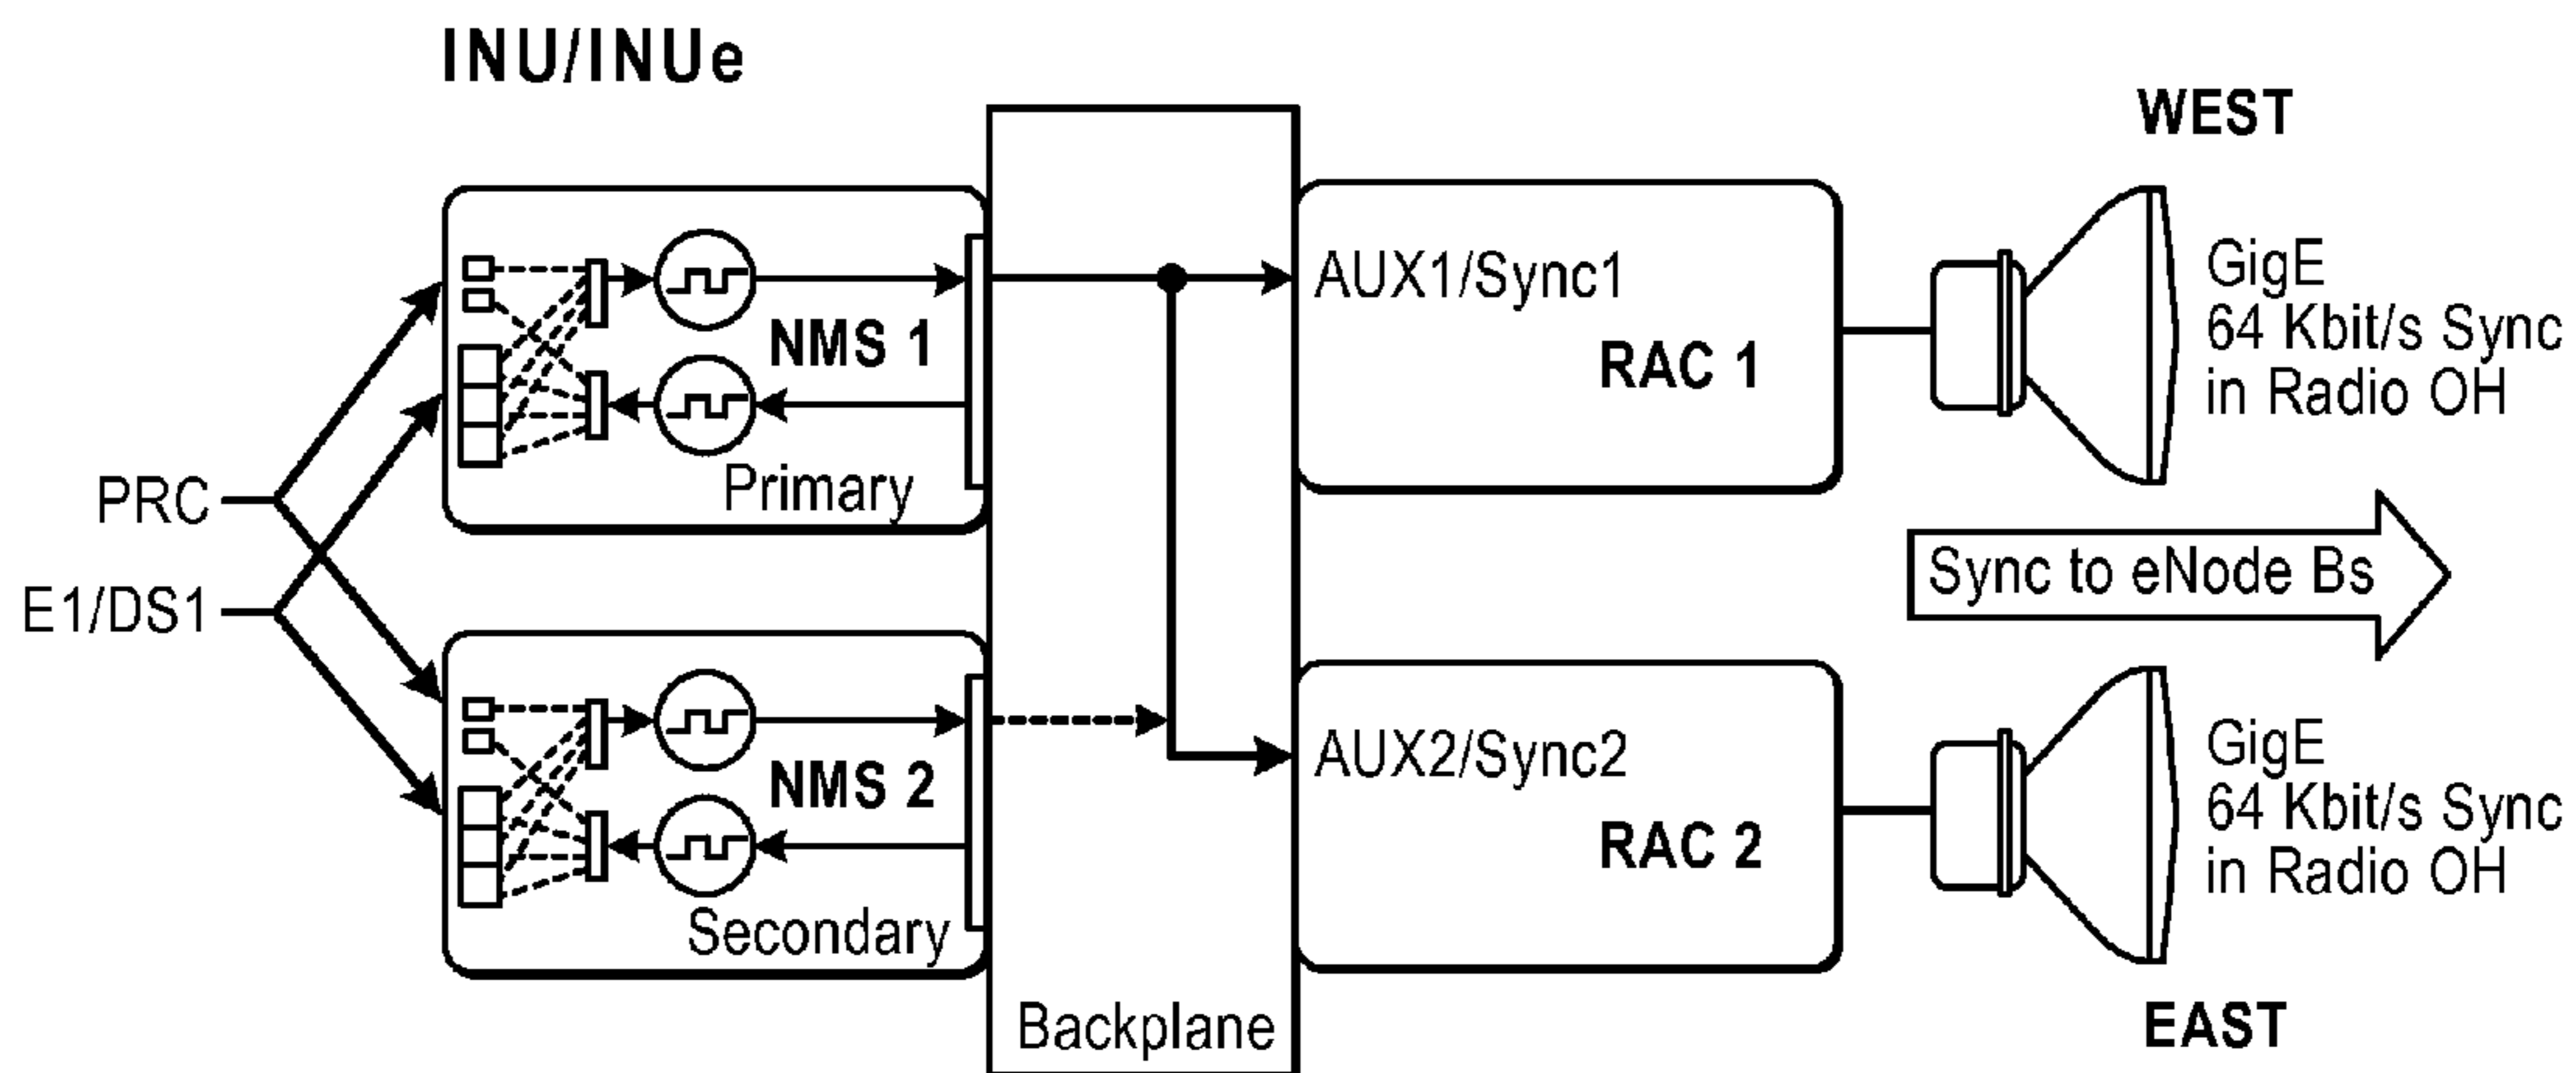 INU/INUe
WEST
NMS 1
Primary
AUX1/Sync1
RAC 1
GigE
64 Kbit/s Sync
in Radio OH
PRC
E1/DS1
Sync to eNode Bs
NMS 2
Secondary
AUX2/Sync2
RAC 2
GigE
64 Kbit/s Sync
in Radio OH
Backplane
EAST